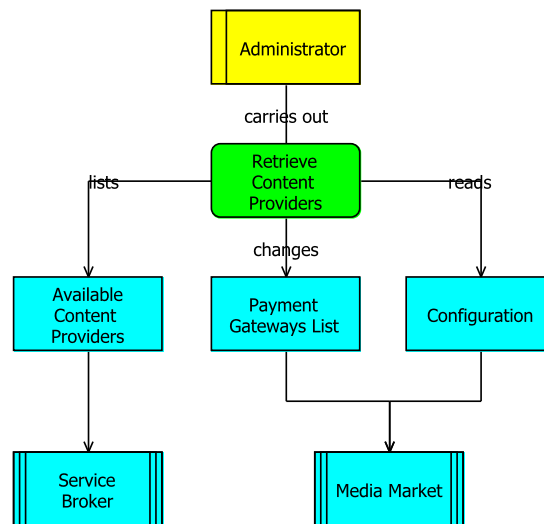 Administrator
carries out
Retrieve
Content
Providers
lists
reads
changes
Available
Content
Providers
Payment
Gateways List
Configuration
Service
Broker
Media Market